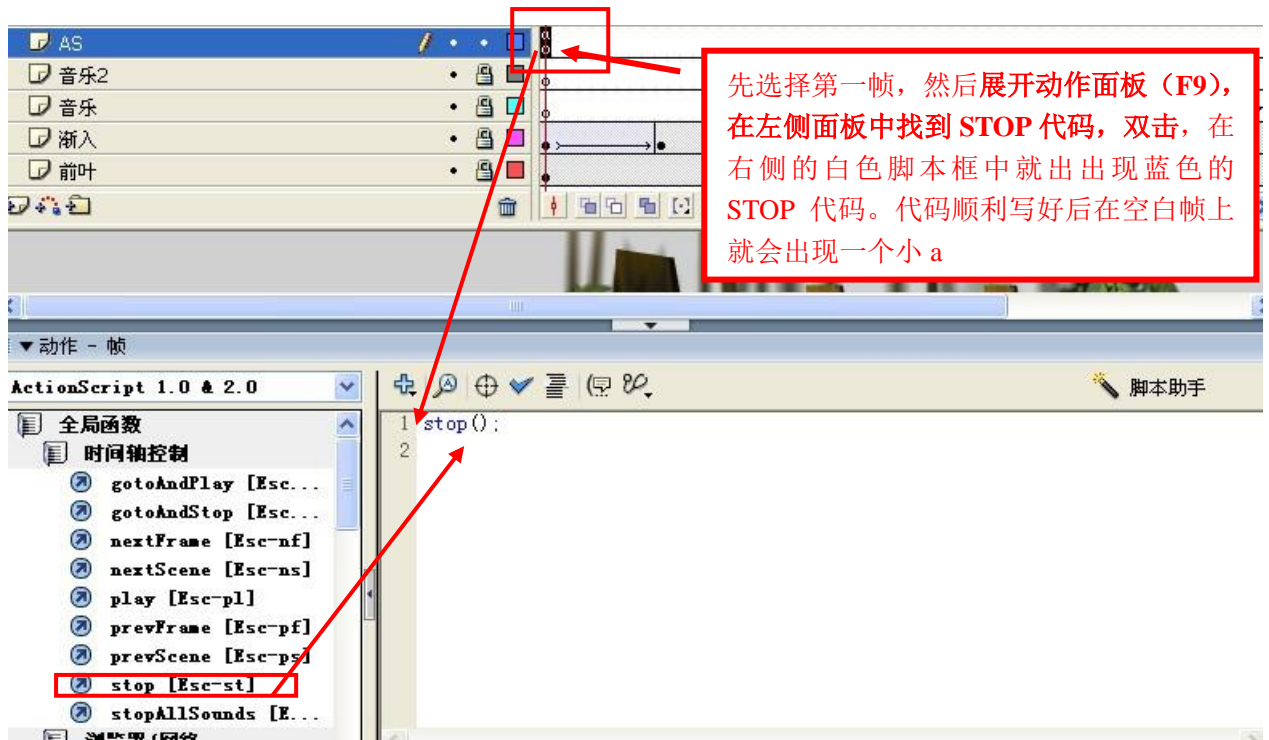 AS
音乐2
音乐
渐入
前叶
先选择第一帧，然后展开动作面板（F9），
在左侧面板中找到 STOP 代码，双击，在
右侧的白色脚本框中就出出现蓝色的
STOP 代码。代码顺利写好后在空白帧上
就会出现一个小 a
▼动作 - 帧
ActionScript 1.0 & 2.0
脚本助手
全局函数
时间轴控制
gotoAndPlay [Esc...
gotoAndStop [Esc...
nextFrame [Esc-nf]
nextScene [Esc-ns]
play [Esc-pl]
prevFrame [Esc-pf]
prevScene [Esc-ps]
stop [Esc-st]
stopAllSounds [E...
1 stop();
2